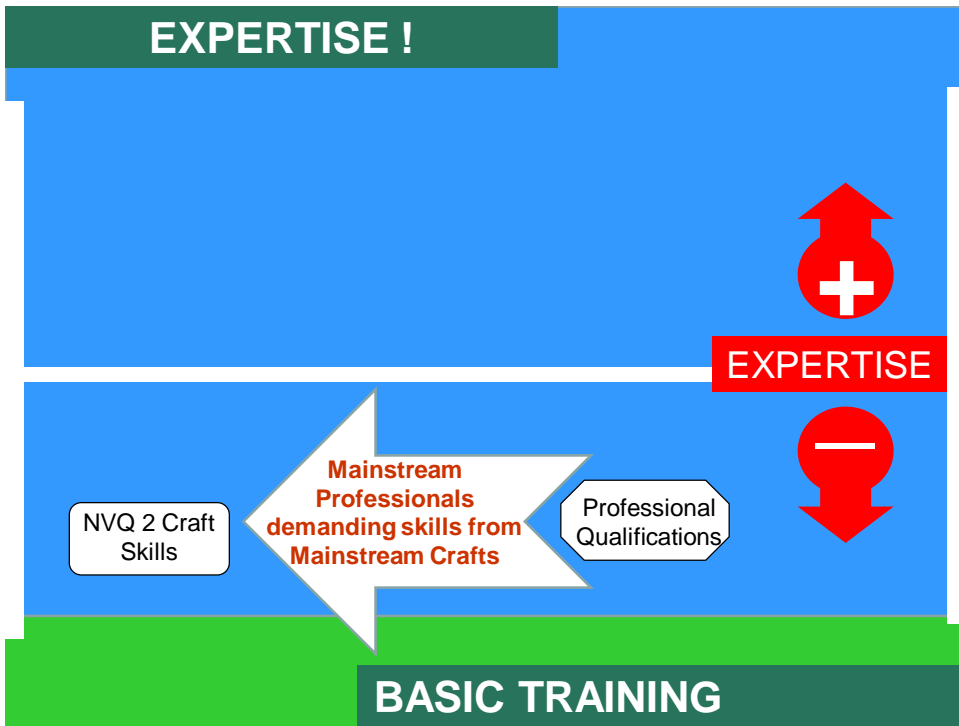 EXPERTISE !
EXPERTISE
Mainstream
Professionals
demanding skills from
Mainstream Crafts
NVQ 2 Craft
Skills
Professional
Qualifications
BASIC TRAINING